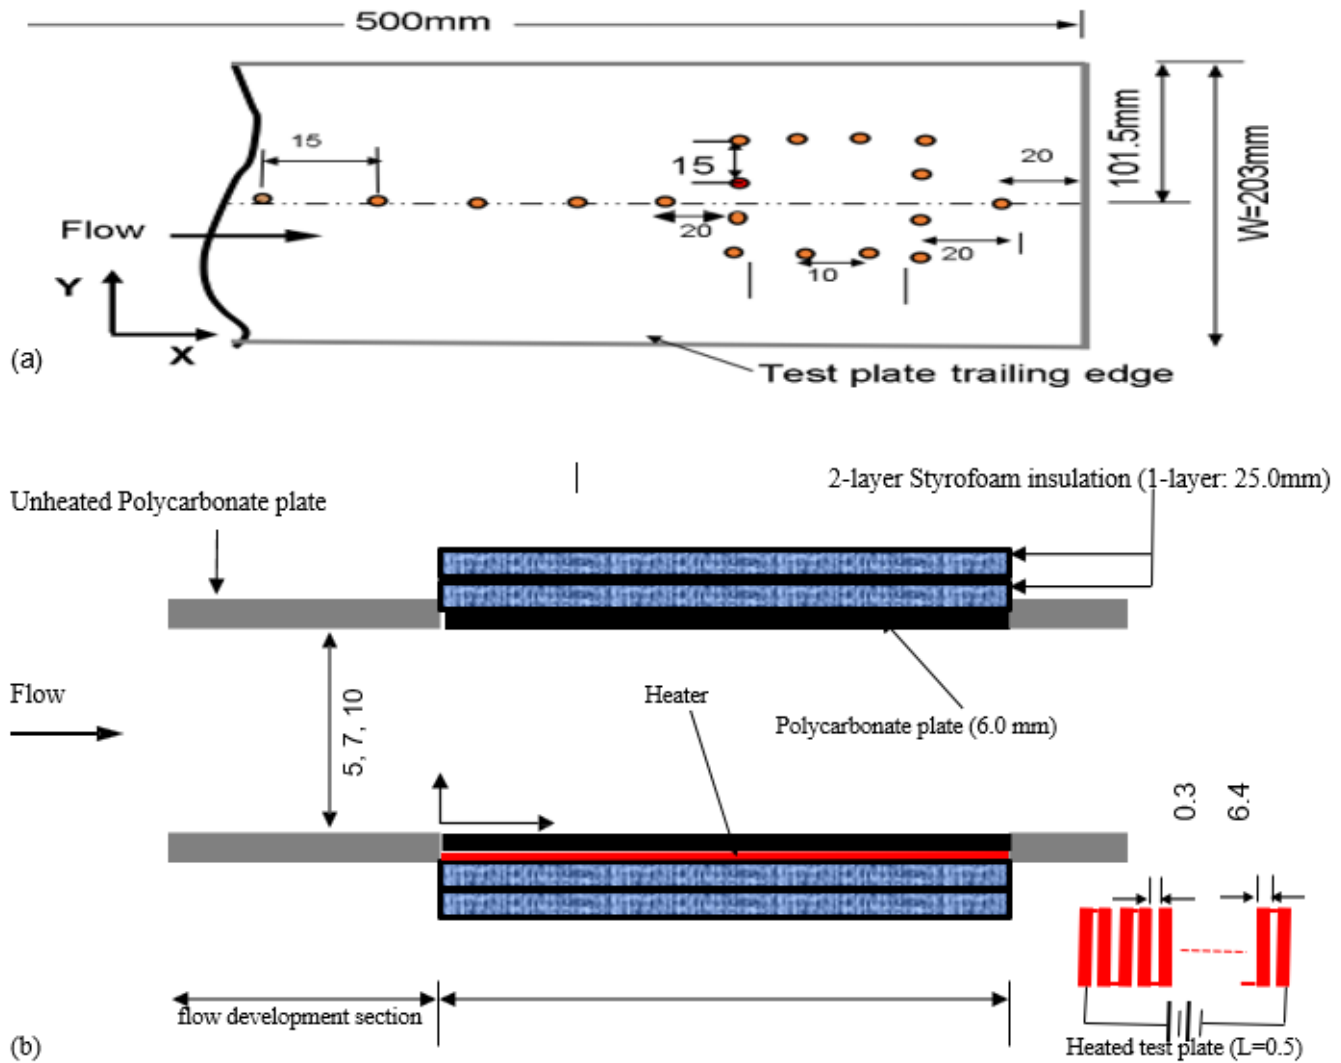 500mm
15
15
20
101.5mm
W=203mm
Flow
20
20
10
Y
X
(a)
Test plate trailing edge
2-layer Styrofoam insulation (1-layer: 25.0mm)
Unheated Polycarbonate plate
Flow
5, 7, 10
Heater
Polycarbonate plate (6.0 mm)
0.3
6.4
flow development section
(b)
Heated test plate (L=0.5)